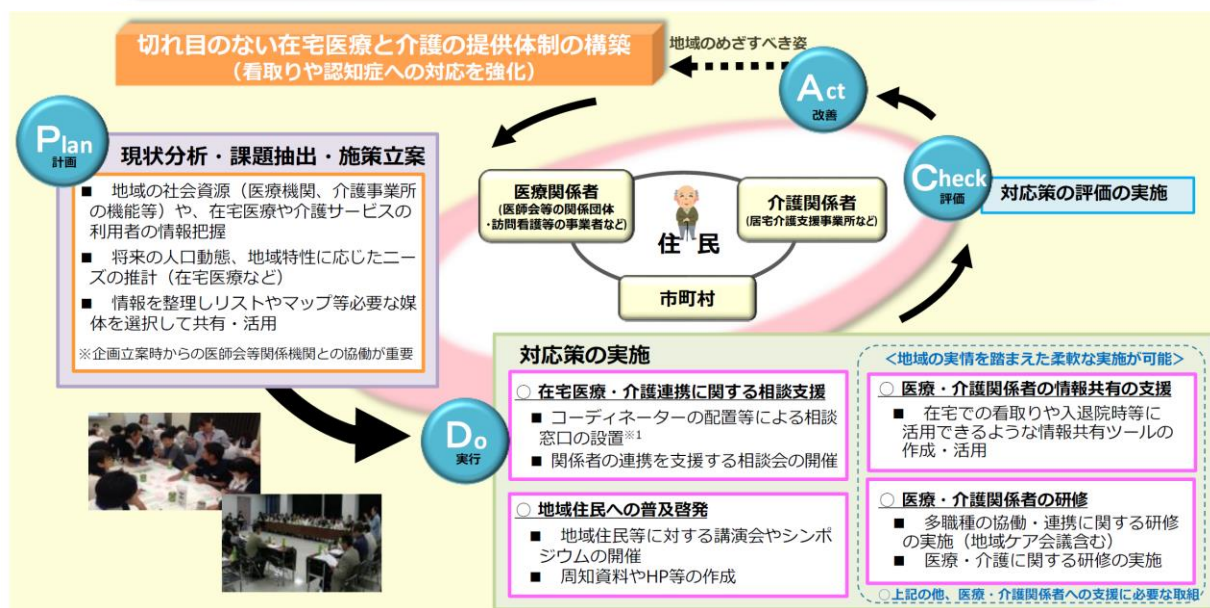 切れ目のない在宅医療と介護の提供体制の構築
（看取りや認知症への対応を強化）
地域のめざすべき姿
Act
改善
Plan
計画
現状分析・課題抽出・施策立案
■ 地域の社会資源（医療機関、介護事業所
の機能等）や、在宅医療や介護サービスの
利用者の情報把握
■ 将来の人口動態、地域特性に応じたニー
ズの推計（在宅医療など）
■ 情報を整理しリストやマップ等必要な媒
体を選択して共有・活用
※企画立案時からの医師会等関係機関との協働が重要
医療関係者
(医師会等の関係団体
・訪問看護等の事業者など)
介護関係者
(居宅介護支援事業所など)
住民
市町村
Check
評価
対応策の評価の実施
Do
実行
対応策の実施
○ 在宅医療・介護連携に関する相談支援
■ コーディネーターの配置等による相談
窓口の設置※1
■ 関係者の連携を支援する相談会の開催
○ 地域住民への普及啓発
■ 地域住民等に対する講演会やシンポ
ジウムの開催
■ 周知資料やHP等の作成
＜地域の実情を踏まえた柔軟な実施が可能＞
○ 医療・介護関係者の情報共有の支援
■ 在宅での看取りや入退院時等に
活用できるような情報共有ツールの
作成・活用
○ 医療・介護関係者の研修
■ 多職種の協働・連携に関する研修
の実施（地域ケア会議含む）
■ 医療・介護に関する研修の実施
○上記の他、医療・介護関係者への支援に必要な取組